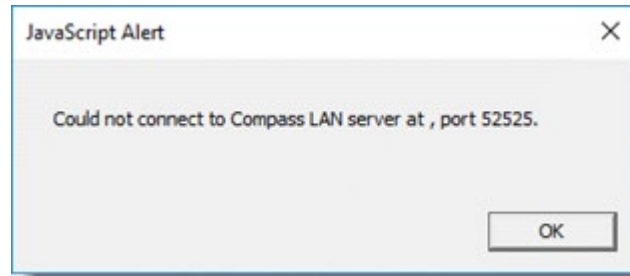 JavaScript Alert
Could not connect to Compass LAN server at , port 52525.
OK